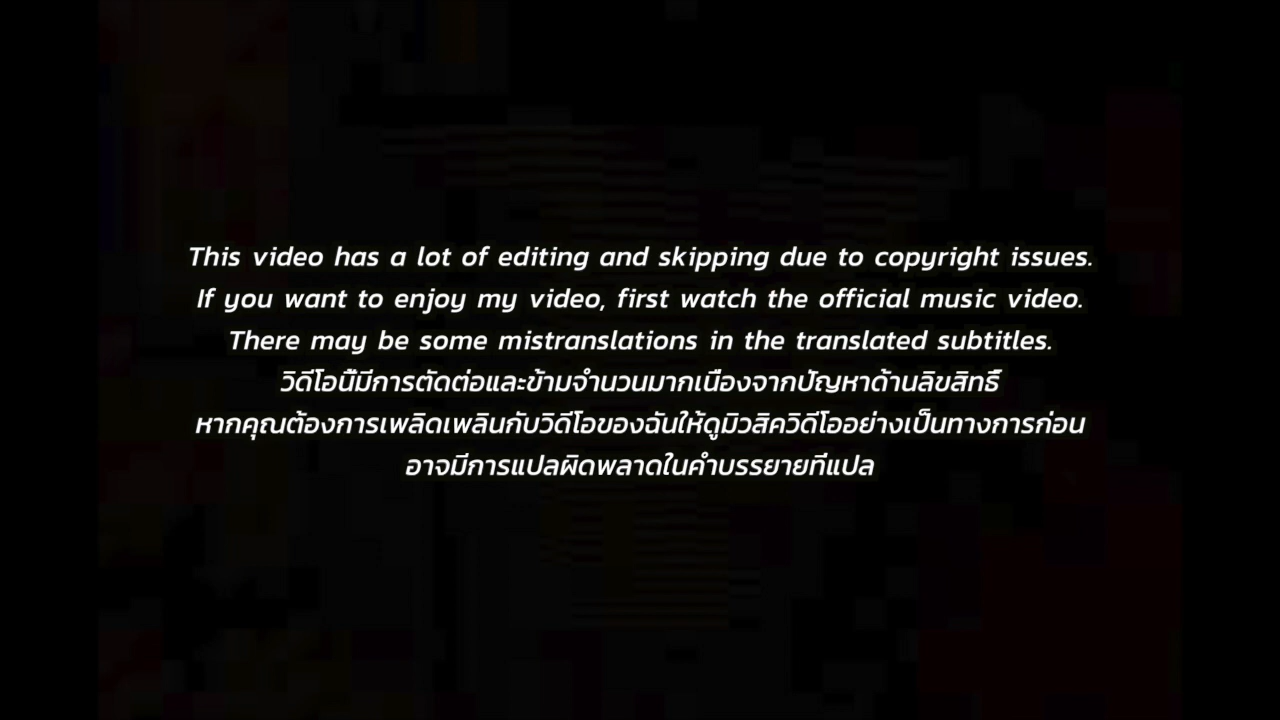 This video has a lot of editing and skipping due to copyright issues.
If you want to enjoy my video, first watch the official music video.
There may be some mistranslations in the translated subtitles.
วิดีโอนี้มีการตัดต่อและข้ามจำนวนมากเนื่องจากปัญหาด้านลิขสิทธิ์
หากคุณต้องการเพลิดเพลินกับวิดีโอของฉันให้ดูมิวสิควิดีโออย่างเป็นทางการก่อน
อาจมีการแปลผิดพลาดในคำบรรยายที่แปล